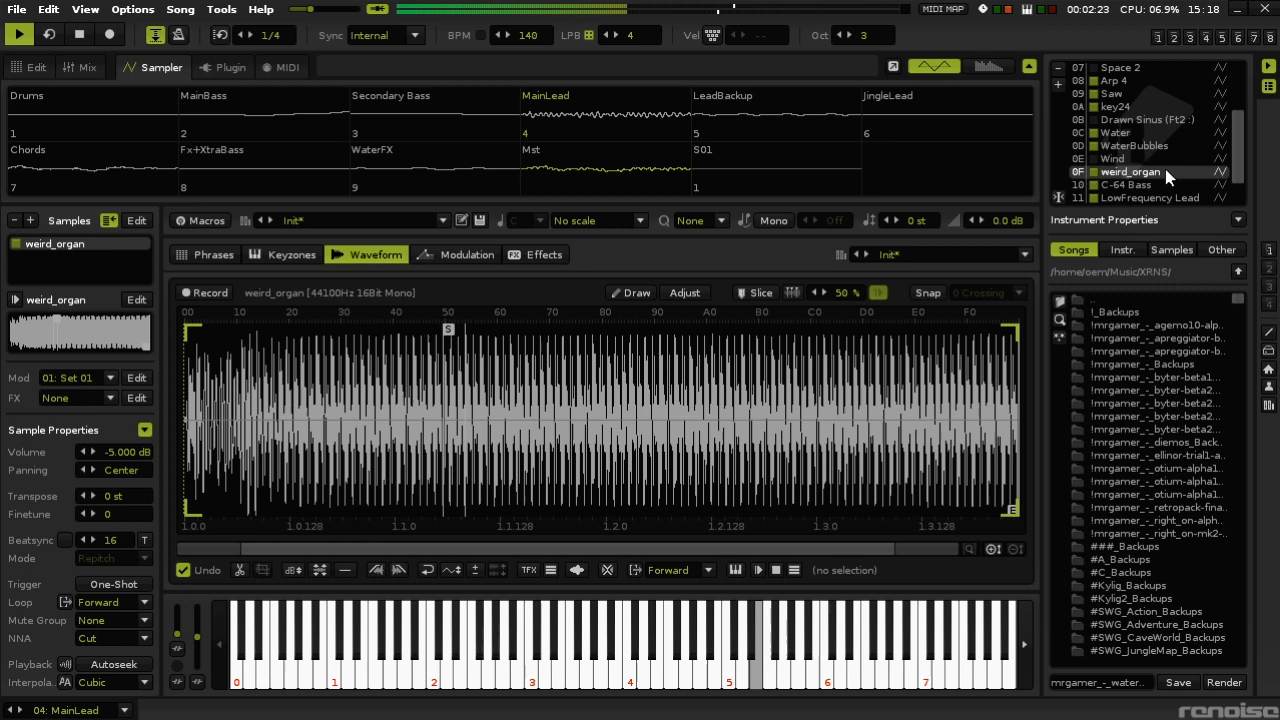 File Edit View Options Song Tools Help MIDI MAP 00:02:23 CPU: 06.9% 15:18
1/4 Sync Internal BPM 140 LPB 4 Vel -- Oct 3 1 2 3 4 5 6 7 8
Edit Mix Sampler Plugin MIDI
Drums MainBass Secondary Bass MainLead LeadBackup JingleLead
1 2 3 4 5 6
Chords Fx+XtraBass WaterFX Mst S01
7 8 9 1
07 Space 2
08 Arp 4
09 Saw
0A key24
0B Drawn Sinus (Ft2 :)
0C Water
0D WaterBubbles
0E Wind
0F weird_organ
10 C-64 Bass
11 LowFrequency Lead
Samples Edit
weird_organ
weird_organ Edit
Mod 01: Set 01 Edit
FX None Edit
Sample Properties
Volume -5.000 dB
Panning Center
Transpose 0 st
Finetune 0
Beatsync 16 T
Mode Repitch
Trigger One-Shot
Loop Forward
Mute Group None
NNA Cut
Playback Autoseek
Interpola.. AA Cubic
Macros Init* C No scale None Mono Off 0 st 0.0 dB
Phrases Keyzones Waveform Modulation FX Effects Init*
Record weird_organ [44100Hz 16Bit Mono] Draw Adjust Slice 50 % Snap 0 Crossing
00 10 20 30 40 50 60 70 80 90 A0 B0 C0 D0 E0 F0
S
E
1.0.0 1.0.128 1.1.0 1.1.128 1.2.0 1.2.128 1.3.0 1.3.128
Undo dB TFX Forward (no selection)
0 1 2 3 4 5 6 7
Instrument Properties
Songs Instr. Samples Other
/home/oem/Music/XRNS/
..
!_Backups
!mrgamer_-_agemo10-alp..
!mrgamer_-_apreggiator-b..
!mrgamer_-_apreggiator-b..
!mrgamer_-_Backups
!mrgamer_-_byter-beta1...
!mrgamer_-_byter-beta2...
!mrgamer_-_byter-beta2...
!mrgamer_-_byter-beta2...
!mrgamer_-_byter-beta2...
!mrgamer_-_diemos_Back..
!mrgamer_-_ellinor-trial1-a..
!mrgamer_-_otium-alpha1...
!mrgamer_-_otium-alpha1...
!mrgamer_-_otium-alpha1...
!mrgamer_-_retropack-fina..
!mrgamer_-_right_on-alph..
!mrgamer_-_right_on-mk2-..
###_Backups
#A_Backups
#C_Backups
#Kylig_Backups
#Kylig2_Backups
#SWG_Action_Backups
#SWG_Adventure_Backups
#SWG_CaveWorld_Backups
#SWG_JungleMap_Backups
mrgamer_-_water.. Save Render
1
2
3
4
04: MainLead renoise